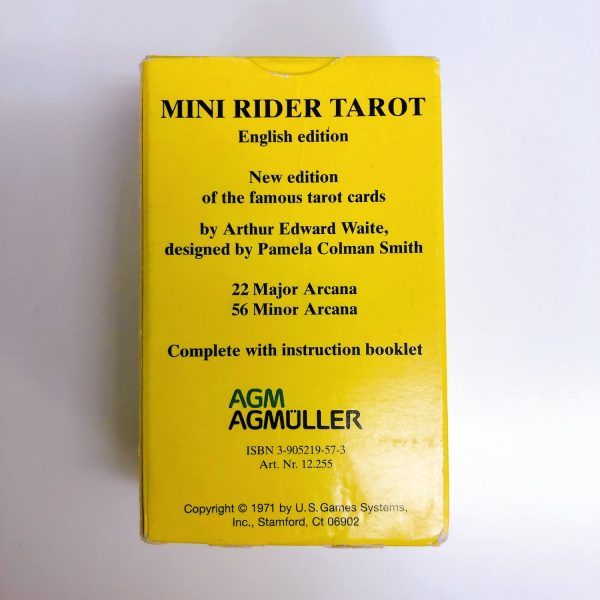 MINI RIDER TAROT
English edition
New edition
of the famous tarot cards
by Arthur Edward Waite,
designed by Pamela Colman Smith
22 Major Arcana
56 Minor Arcana
Complete with instruction booklet
AGM
AGMÜLLER
ISBN 3-905219-57-3
Art. Nr. 12.255
Copyright © 1971 by U.S. Games Systems,
Inc., Stamford, Ct 06902